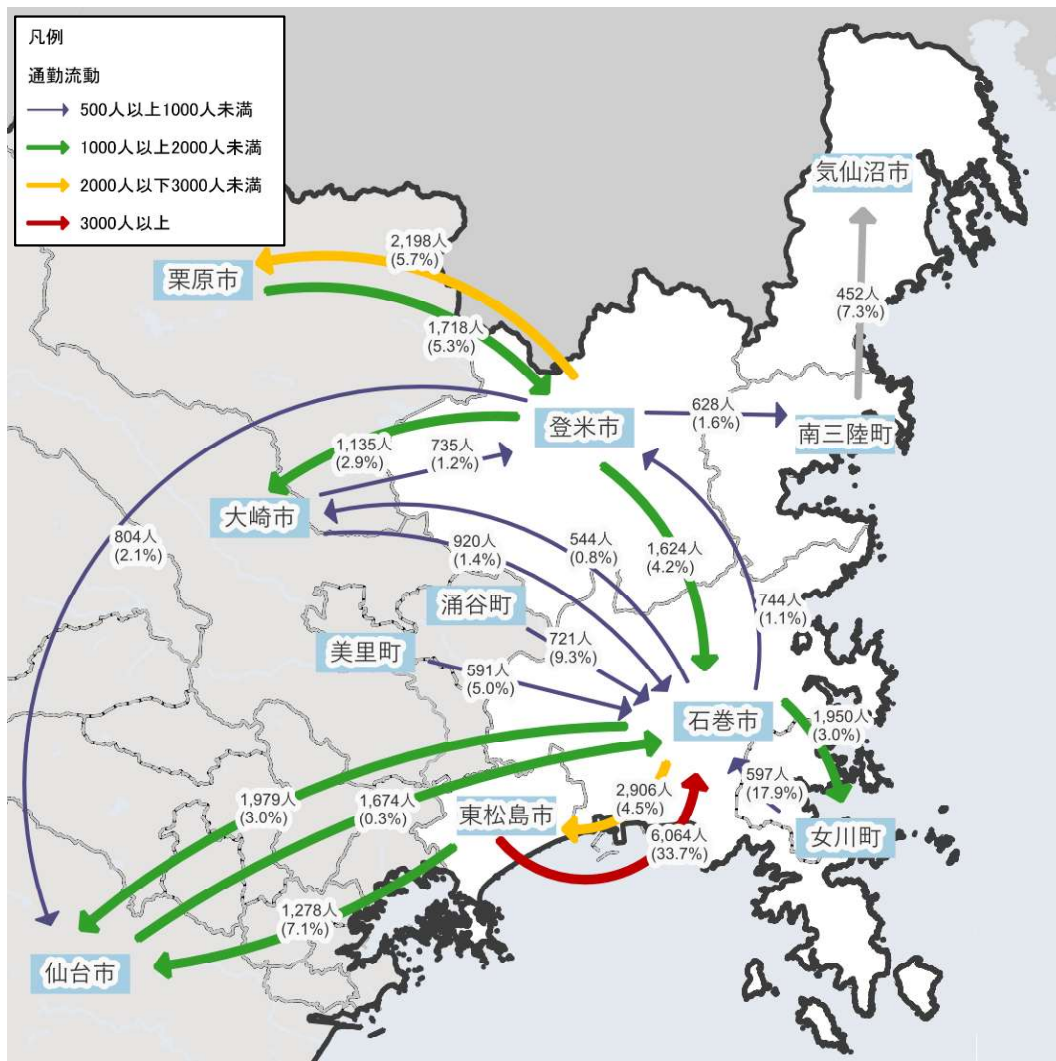 凡例
通勤流動
500人以上1000人未満
1000人以上2000人未満
2000人以下3000人未満
3000人以上
気仙沼市
2,198人
(5.7%)
栗原市
452人
(7.3%)
1,718人
(5.3%)
628人
(1.6%)
登米市
南三陸町
1,135人
(2.9%)
735人
(1.2%)
大崎市
804人
(2.1%)
920人
(1.4%)
544人
(0.8%)
1,624人
(4.2%)
涌谷町
744人
(1.1%)
721人
(9.3%)
美里町
591人
(5.0%)
石巻市
1,950人
(3.0%)
1,979人
(3.0%)
1,674人
(0.3%)
2,906人
(4.5%)
597人
(17.9%)
東松島市
6,064人
(33.7%)
女川町
1,278人
(7.1%)
仙台市